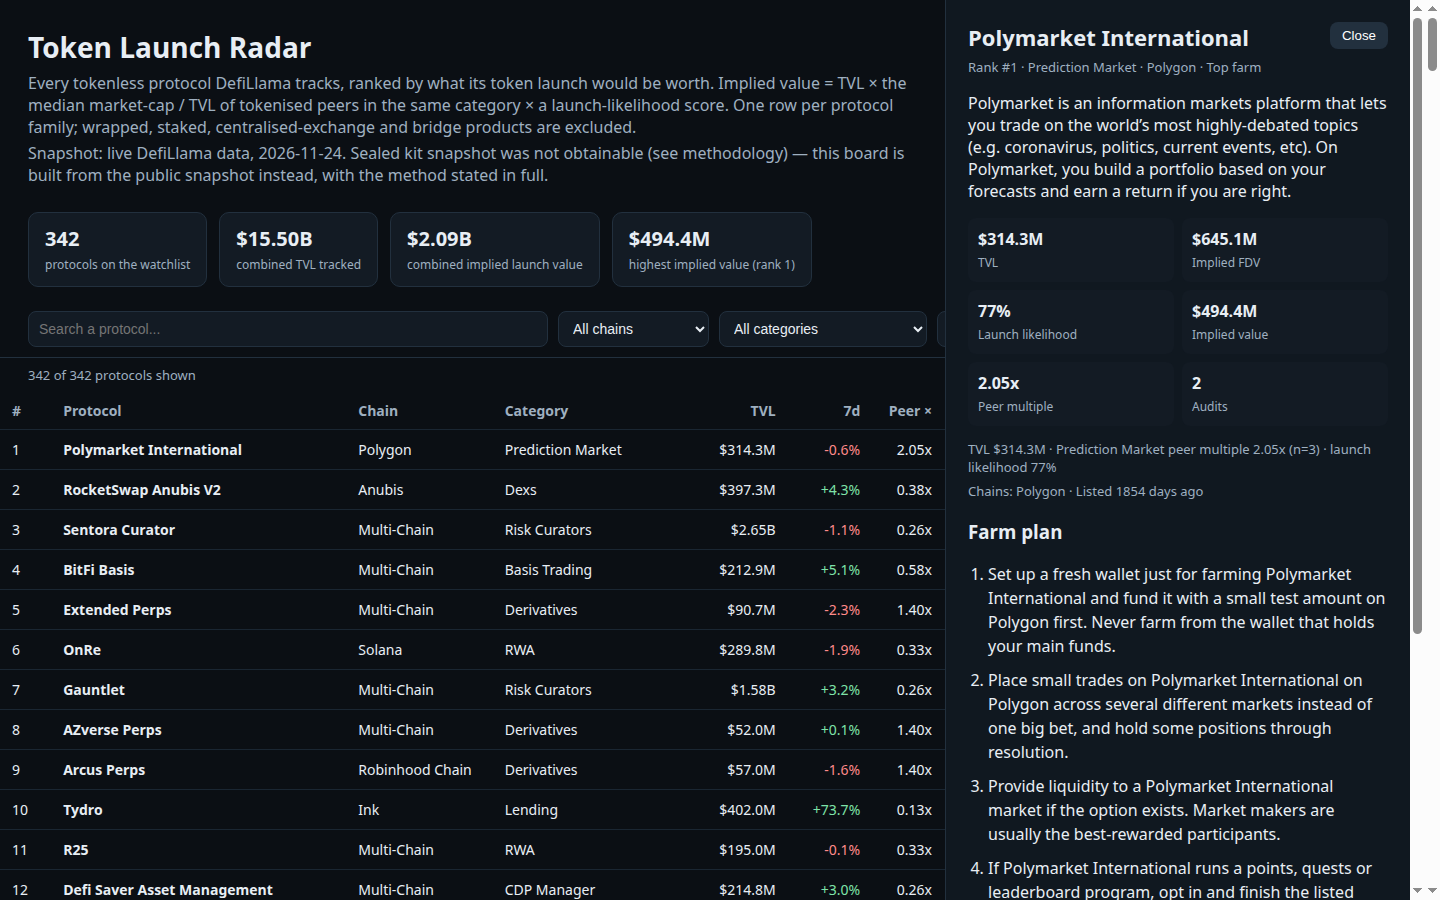 Token Launch Radar
Every tokenless protocol DefiLlama tracks, ranked by what its token launch would be worth. Implied value = TVL × the
median market-cap / TVL of tokenised peers in the same category × a launch-likelihood score. One row per protocol
family; wrapped, staked, centralised-exchange and bridge products are excluded.
Snapshot: live DefiLlama data, 2026-11-24. Sealed kit snapshot was not obtainable (see methodology) — this board is
built from the public snapshot instead, with the method stated in full.
342
protocols on the watchlist
$15.50B
combined TVL tracked
$2.09B
combined implied launch value
$494.4M
highest implied value (rank 1)
Search a protocol...
All chains
All categories
342 of 342 protocols shown
# Protocol Chain Category TVL 7d Peer ×
1 Polymarket International Polygon Prediction Market $314.3M -0.6% 2.05x
2 RocketSwap Anubis V2 Anubis Dexs $397.3M +4.3% 0.38x
3 Sentora Curator Multi-Chain Risk Curators $2.65B -1.1% 0.26x
4 BitFi Basis Multi-Chain Basis Trading $212.9M +5.1% 0.58x
5 Extended Perps Multi-Chain Derivatives $90.7M -2.3% 1.40x
6 OnRe Solana RWA $289.8M -1.9% 0.33x
7 Gauntlet Multi-Chain Risk Curators $1.58B +3.2% 0.26x
8 AZverse Perps Multi-Chain Derivatives $52.0M +0.1% 1.40x
9 Arcus Perps Robinhood Chain Derivatives $57.0M -1.6% 1.40x
10 Tydro Ink Lending $402.0M +73.7% 0.13x
11 R25 Multi-Chain RWA $195.0M -0.1% 0.33x
12 Defi Saver Asset Management Multi-Chain CDP Manager $214.8M +3.0% 0.26x
Polymarket International
Close
Rank #1 · Prediction Market · Polygon · Top farm
Polymarket is an information markets platform that lets
you trade on the world’s most highly-debated topics
(e.g. coronavirus, politics, current events, etc). On
Polymarket, you build a portfolio based on your
forecasts and earn a return if you are right.
$314.3M
TVL
$645.1M
Implied FDV
77%
Launch likelihood
$494.4M
Implied value
2.05x
Peer multiple
2
Audits
TVL $314.3M · Prediction Market peer multiple 2.05x (n=3) · launch
likelihood 77%
Chains: Polygon · Listed 1854 days ago
Farm plan
1. Set up a fresh wallet just for farming Polymarket
International and fund it with a small test amount on
Polygon first. Never farm from the wallet that holds
your main funds.
2. Place small trades on Polymarket International on
Polygon across several different markets instead of
one big bet, and hold some positions through
resolution.
3. Provide liquidity to a Polymarket International
market if the option exists. Market makers are
usually the best-rewarded participants.
4. If Polymarket International runs a points, quests or
leaderboard program, opt in and finish the listed